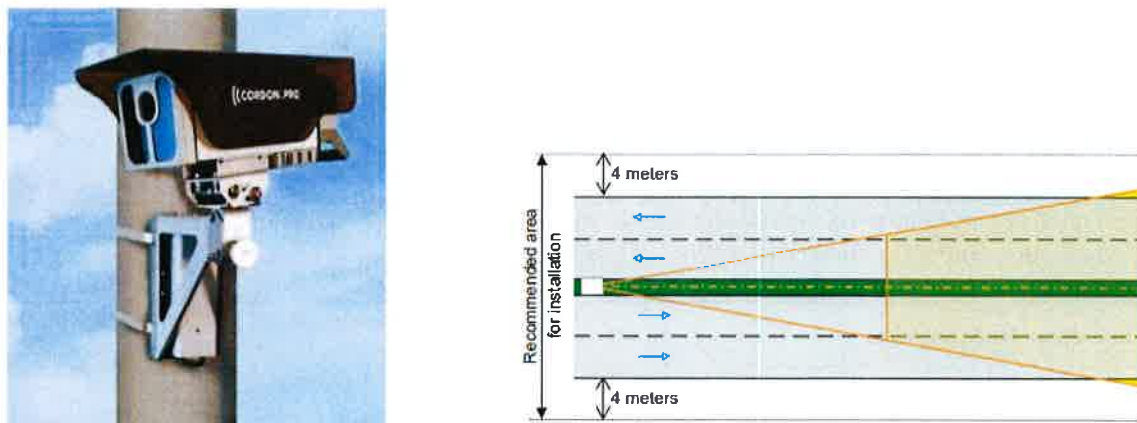 ((CORDON.PRO
4 meters
Recommended area
for installation
4 meters